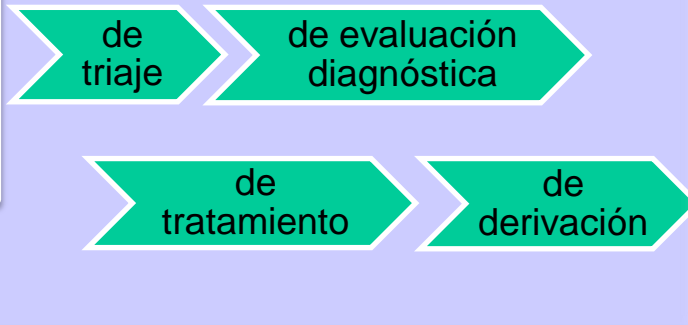 de
triaje
de evaluación
diagnóstica
de
tratamiento
de
derivación